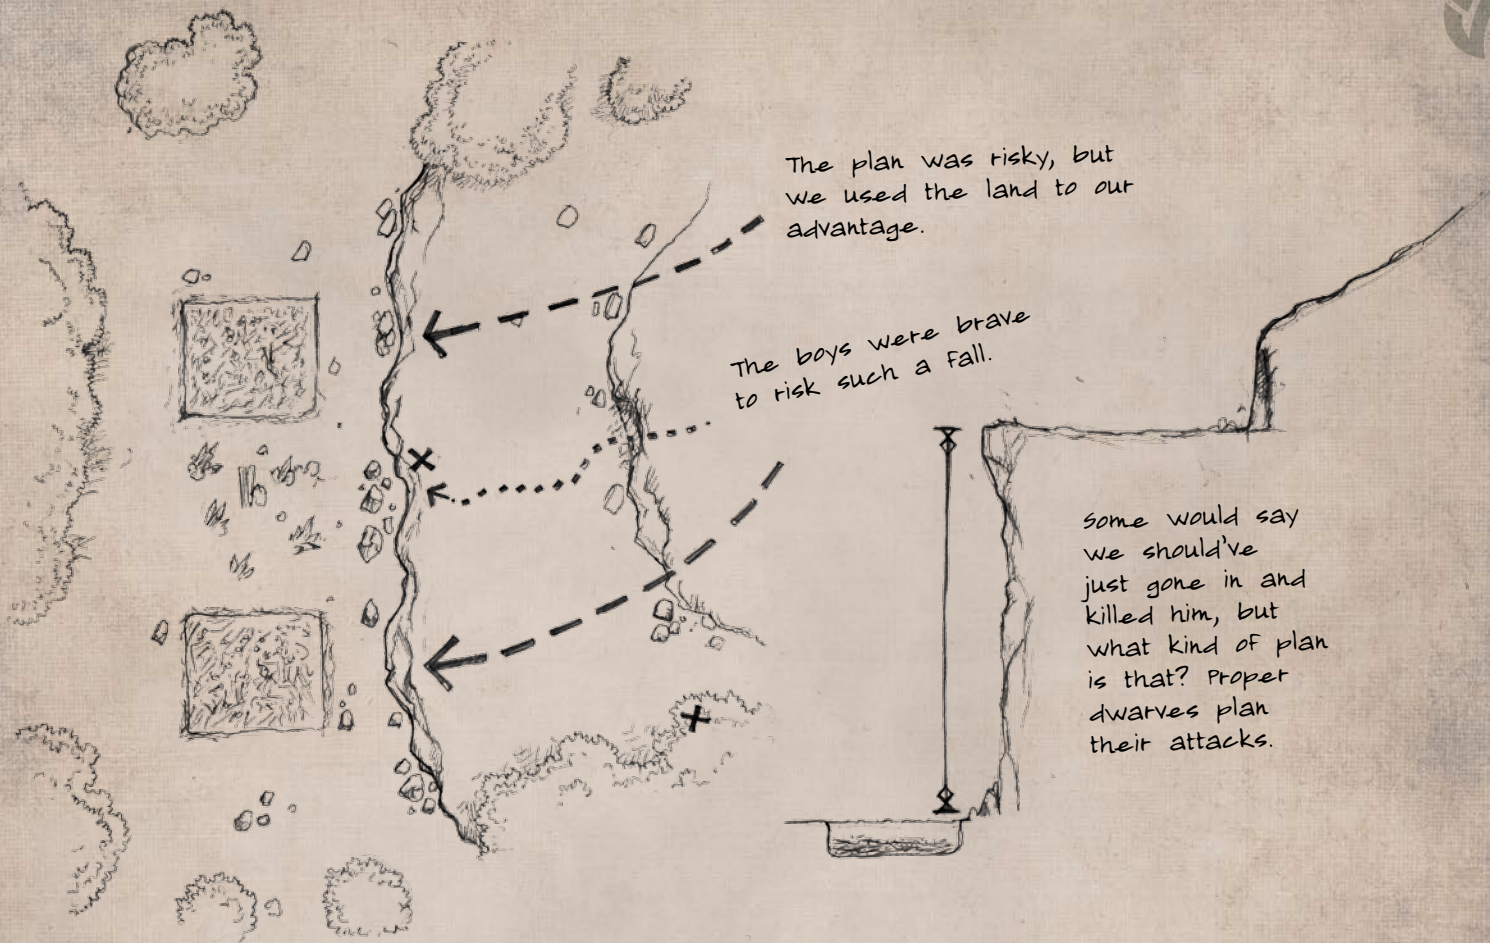 The plan was risky, but
we used the land to our
advantage.
The boys were brave
to risk such a fall.
Some would say
we should've
just gone in and
killed him, but
what kind of plan
is that? Proper
dwarves plan
their attacks.